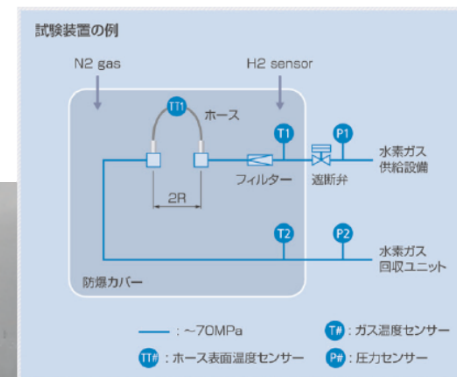 試験装置の例
N2 gas
H2 sensor
TT1
ホース
T1
P1
水素ガス
供給設備
フィルター
遮断弁
2R
T2
P2
水素ガス
回収ユニット
防爆カバー
：～70MPa
T#：ガス温度センサー
TT#：ホース表面温度センサー
P#：圧力センサー